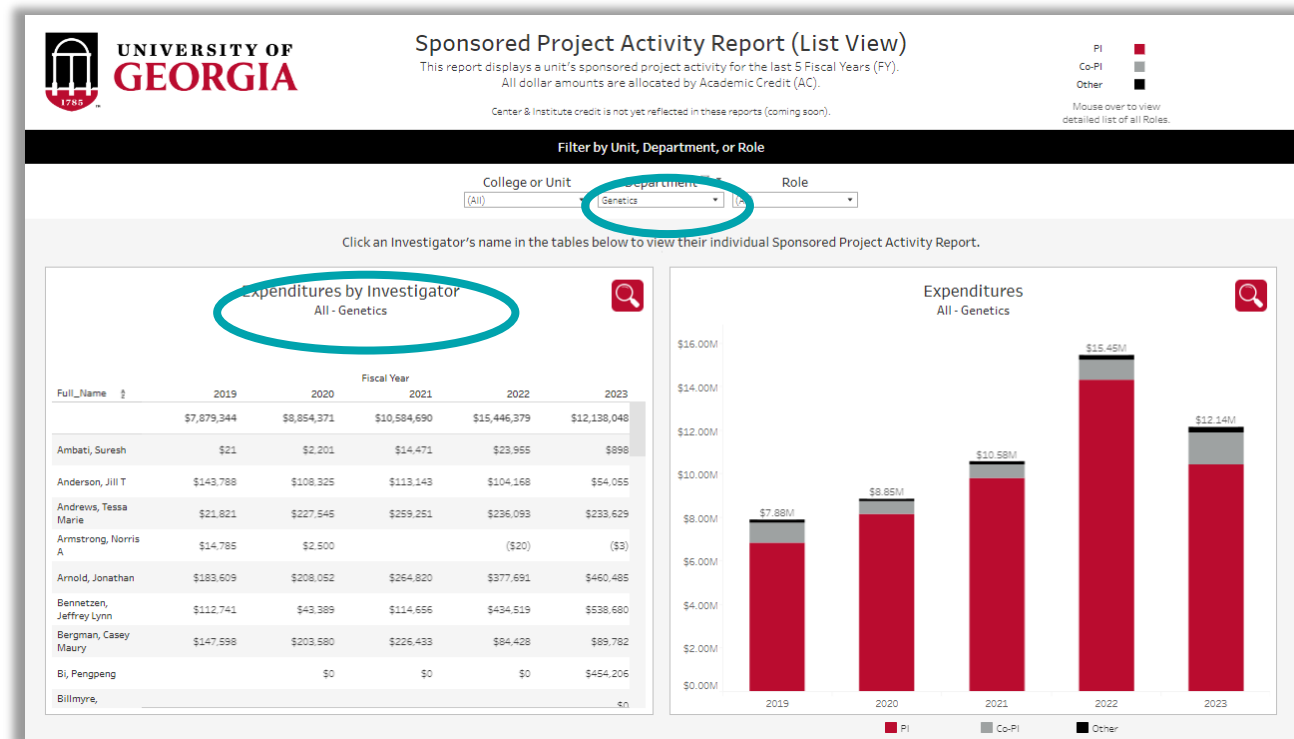 UNIVERSITY OF
GEORGIA
1785
Sponsored Project Activity Report (List View)
This report displays a unit's sponsored project activity for the last 5 Fiscal Years (FY).
All dollar amounts are allocated by Academic Credit (AC).
Center & Institute credit is not yet reflected in these reports (coming soon).
PI
Co-PI
Other
Mouse over to view
detailed list of all Roles.
Filter by Unit, Department, or Role
College or Unit Department Role
(All) Genetics
Click an Investigator's name in the tables below to view their individual Sponsored Project Activity Report.
Expenditures by Investigator
All - Genetics
Fiscal Year
Full_Name 2019 2020 2021 2022 2023
$7,879,344 $8,854,371 $10,584,690 $15,446,379 $12,138,048
Ambati, Suresh $21 $2,201 $14,471 $23,955 $898
Anderson, Jill T $143,788 $108,325 $113,143 $104,168 $54,055
Andrews, Tessa
Marie $21,821 $227,545 $259,251 $236,093 $233,629
Armstrong, Norris
A $14,785 $2,500 ($20) ($3)
Arnold, Jonathan $183,609 $208,052 $264,820 $377,691 $460,485
Bennetzen,
Jeffrey Lynn $112,741 $43,389 $114,656 $434,519 $538,680
Bergman, Casey
Maury $147,598 $203,580 $226,433 $84,428 $89,782
Bi, Pengpeng $0 $0 $0 $454,206
Billmyre, $0
Expenditures
All - Genetics
$16.00M
$14.00M
$12.00M
$10.00M
$8.00M
$6.00M
$4.00M
$2.00M
$0.00M
$7.88M
$8.85M
$10.58M
$15.45M
$12.14M
2019 2020 2021 2022 2023
PI Co-PI Other